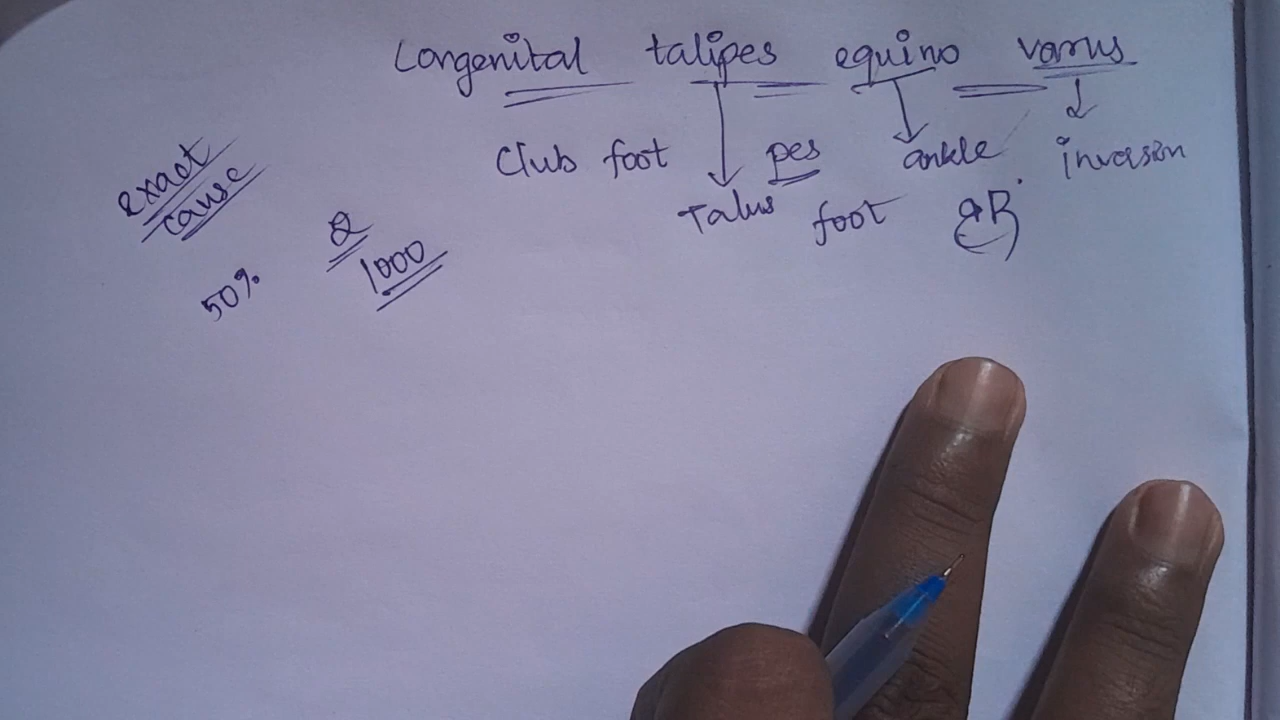 Congenital talipes equino varus
Club foot pes ankle inversion
Talus foot
exact
cause
50%
2
1000